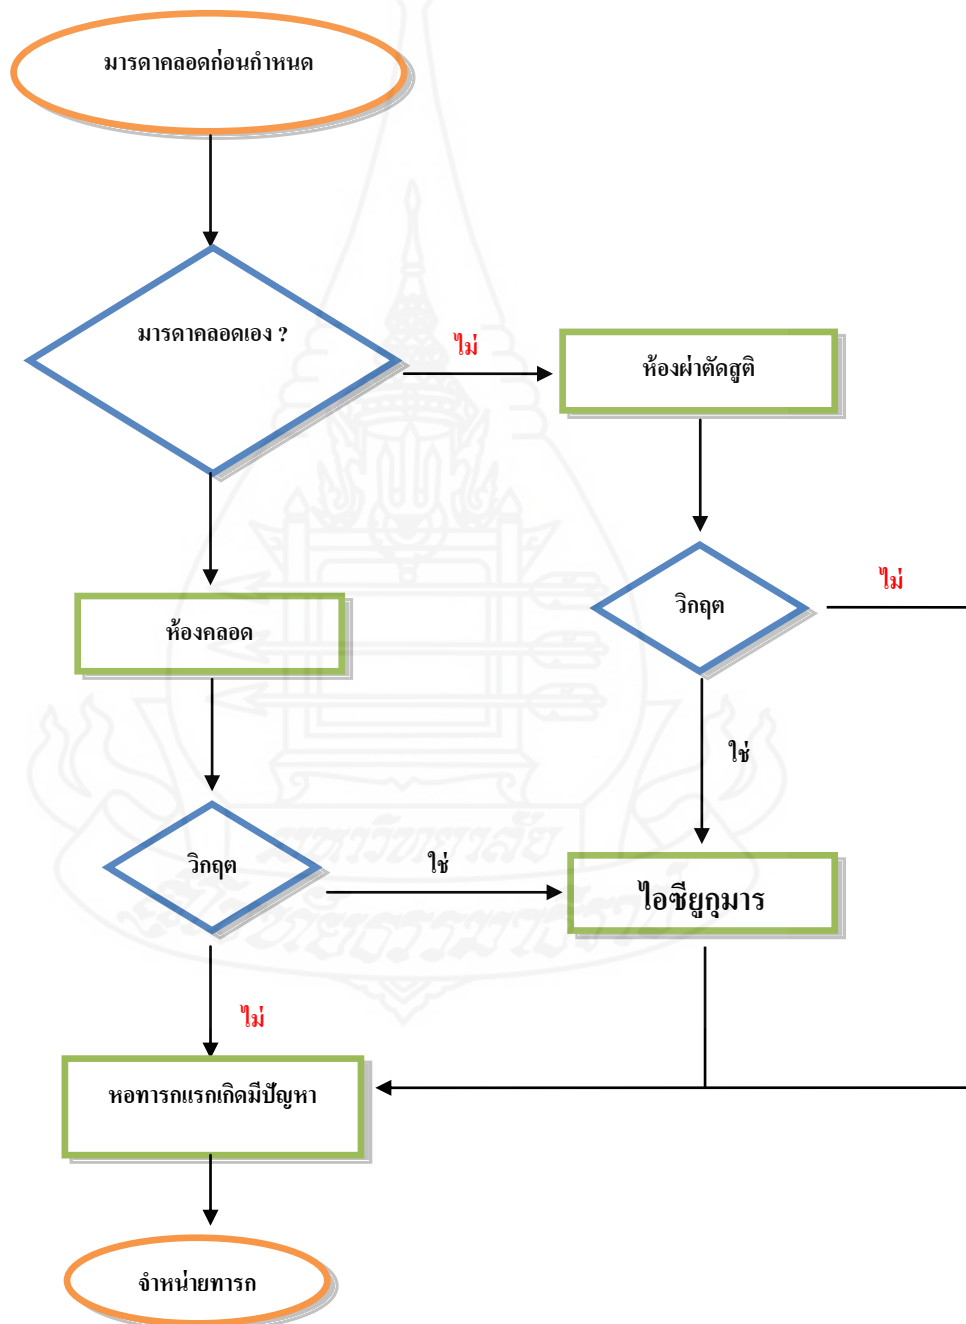 มารดาคลอดก่อนกำหนด
มารดาคลอดเอง ?
ไม่
ห้องผ่าตัดสูติ
วิกฤต
ไม่
ห้องคลอด
ใช่
วิกฤต
ใช่
ไอซียูกุมาร
ไม่
หอทารกแรกเกิดมีปัญหา
จำหน่ายทารก